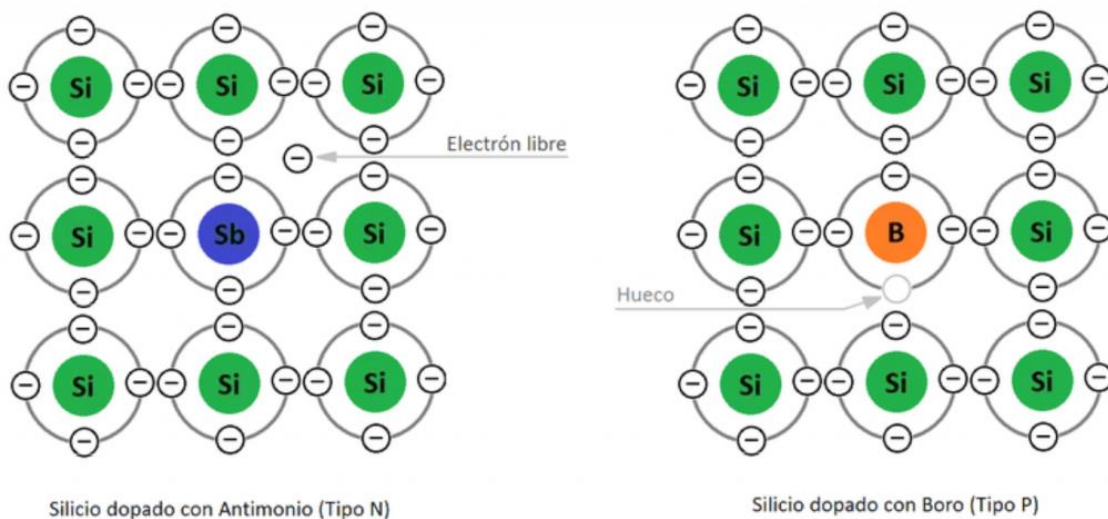 Si Si Si
Si Si Si
Electrón libre
Si Sb Si
Si B Si
Hueco
Si Si Si
Si Si Si
Silicio dopado con Antimonio (Tipo N)
Silicio dopado con Boro (Tipo P)